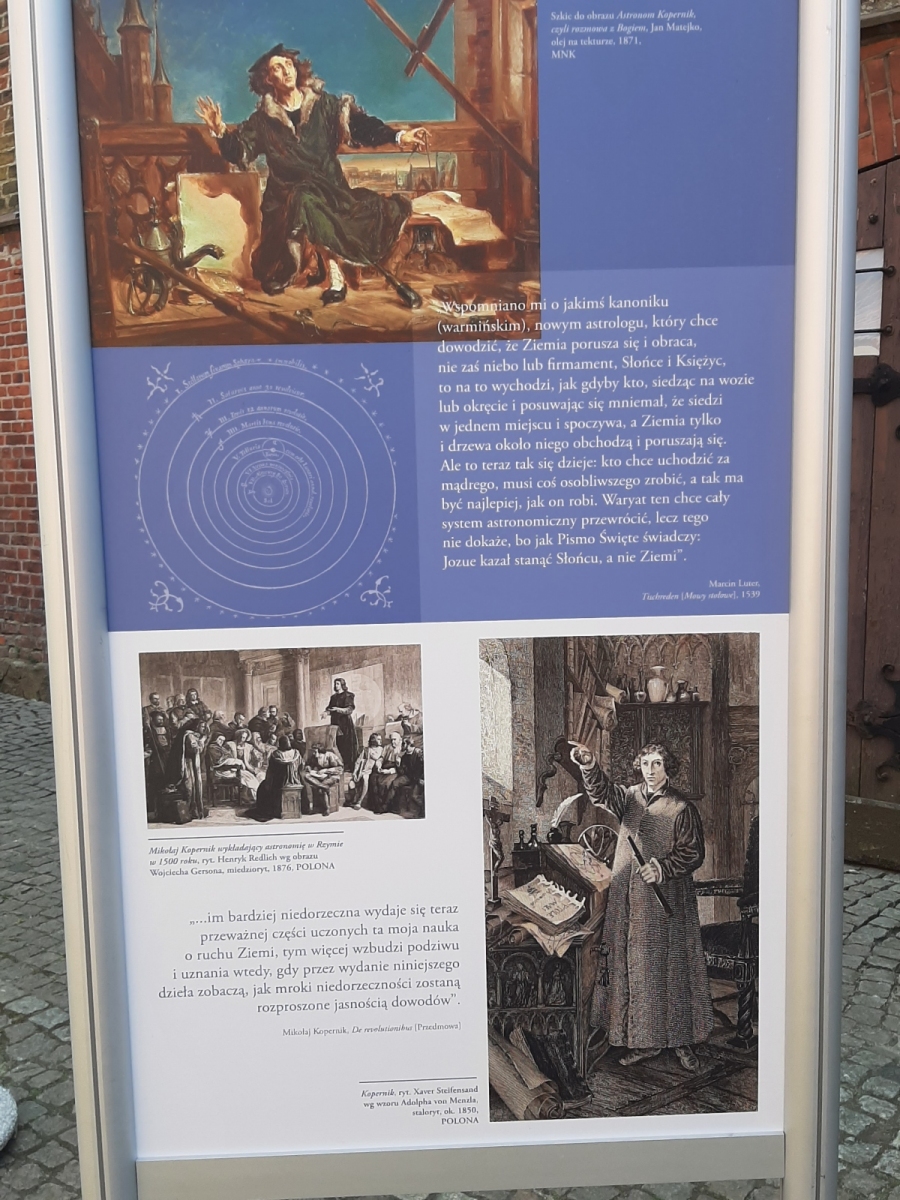 Szkic do obrazu Astronom Kopernik,
czyli rozmowa z Bogiem, Jan Matejko,
olej na tekturze, 1871,
MNK
"Wspomniano mi o jakimś kanoniku
(warmińskim), nowym astrologu, który chce
dowodzić, że Ziemia porusza się i obraca,
nie zaś niebo lub firmament, Słońce i Księżyc,
to na to wychodzi, jak gdyby kto, siedząc na wozie
lub okręcie i posuwając się mniemał, że siedzi
w jednem miejscu i spoczywa, a Ziemia tylko
i drzewa około niego obchodzą i poruszają się.
Ale to teraz tak się dzieje: kto chce uchodzić za
mądrego, musi coś osobliwszego zrobić, a tak ma
być najlepiej, jak on robi. Waryat ten chce cały
system astronomiczny przewrócić, lecz tego
nie dokaże, bo jak Pismo Święte świadczy:
Jozue kazał stanąć Słońcu, a nie Ziemi”.
Marcin Luter,
Tischreden [Mowy stołowe], 1539
Mikołaj Kopernik wykładający astronomię w Rzymie
w 1500 roku, ryt. Henryk Redlich wg obrazu
Wojciecha Gersona, miedzioryt, 1876, POLONA
„...im bardziej niedorzeczna wydaje się teraz
przeważnej części uczonych ta moja nauka
o ruchu Ziemi, tym więcej wzbudzi podziwu
i uznania wtedy, gdy przez wydanie niniejszego
dzieła zobaczą, jak mroki niedorzeczności zostaną
rozproszone jasnością dowodów”.
Mikołaj Kopernik, De revolutionibus [Przedmowa]
Kopernik, ryt. Xaver Steifensand
wg wzoru Adolpha von Menzla,
staloryt, ok. 1850,
POLONA